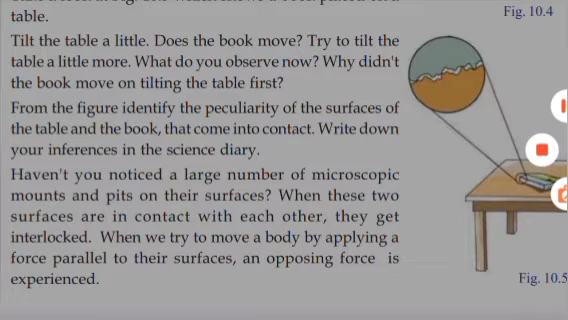 Fig. 10.4
table.
Tilt the table a little. Does the book move? Try to tilt the
table a little more. What do you observe now? Why didn't
the book move on tilting the table first?
From the figure identify the peculiarity of the surfaces of
the table and the book, that come into contact. Write down
your inferences in the science diary.
Haven't you noticed a large number of microscopic
mounts and pits on their surfaces? When these two
surfaces are in contact with each other, they get
interlocked. When we try to move a body by applying a
force parallel to their surfaces, an opposing force is
experienced.
Fig. 10.5